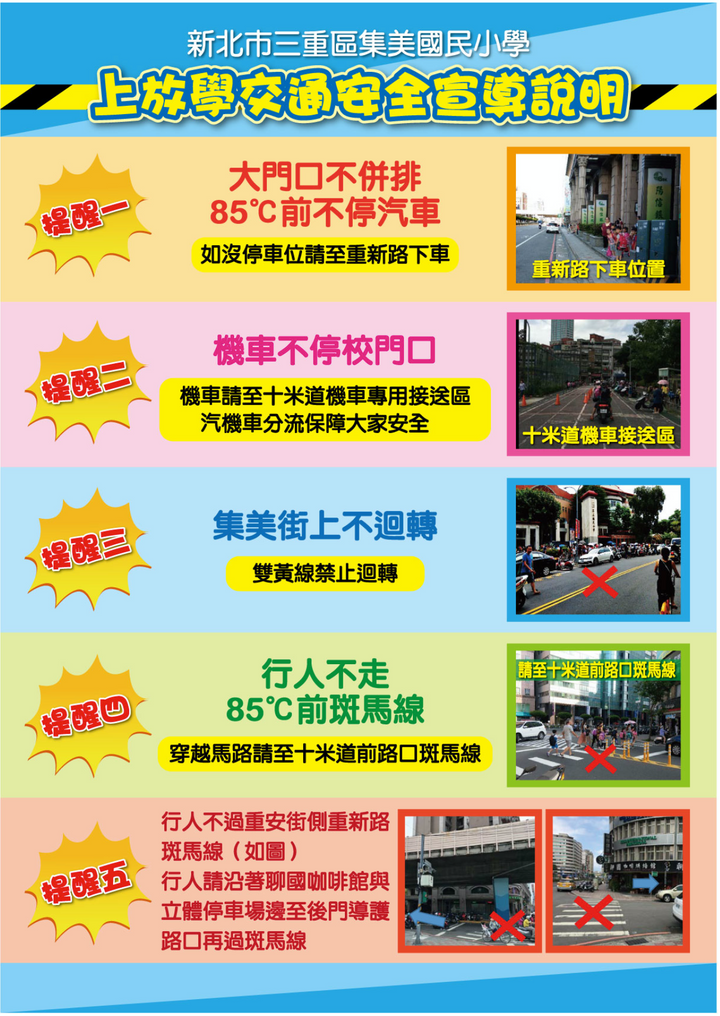 新北市三重區集美國民小學
上放學交通安全宣導說明
提醒一
大門口不併排
85℃前不停汽車
如沒停車位請至重新路下車
重新路下車位置
提醒二
機車不停校門口
機車請至十米道機車專用接送區
汽機車分流保障大家安全
十米道機車接送區
提醒三
集美街上不迴轉
雙黃線禁止迴轉
提醒四
行人不走
85℃前斑馬線
穿越馬路請至十米道前路口斑馬線
請至十米道前路口斑馬線
提醒五
行人不過重安街側重新路
斑馬線（如圖）
行人請沿著聊國咖啡館與
立體停車場邊至後門導護
路口再過斑馬線